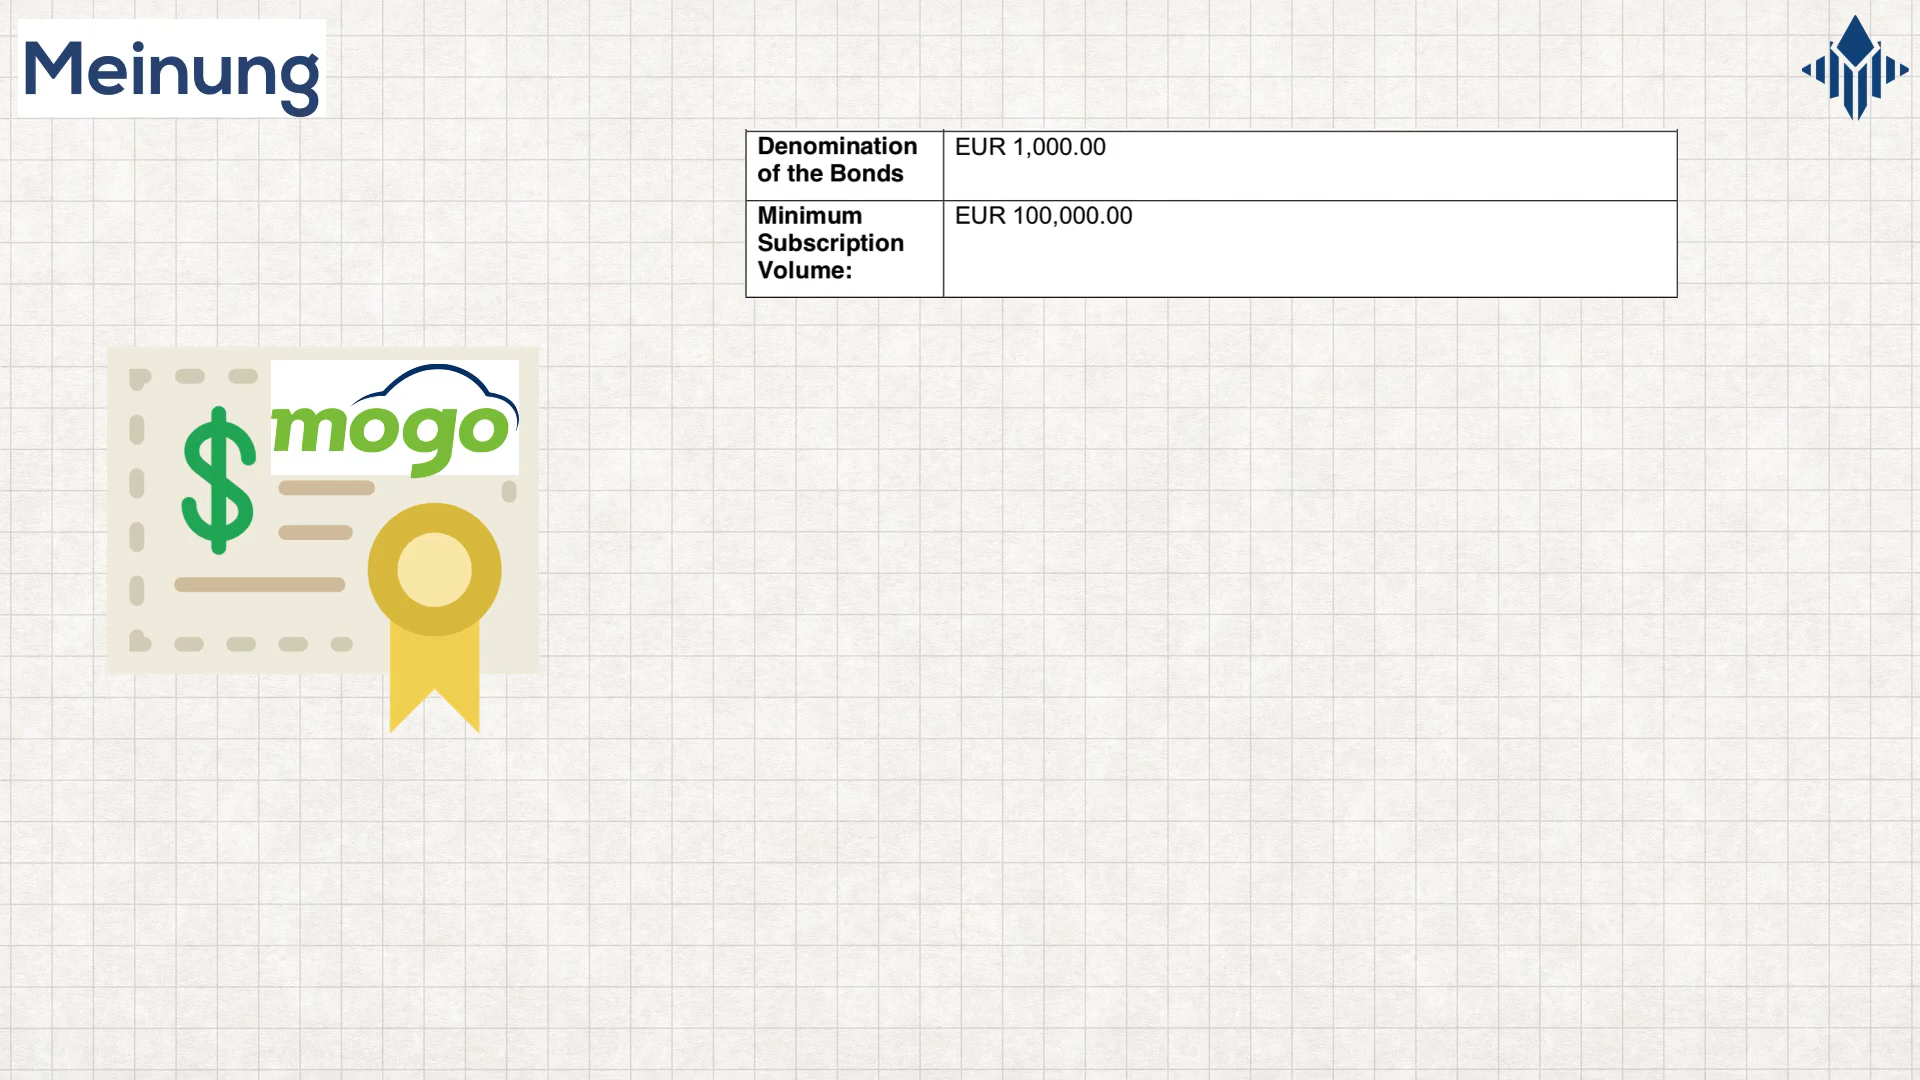 Meinung
Denomination
of the Bonds
EUR 1,000.00
Minimum
Subscription
Volume:
EUR 100,000.00
mogo
$